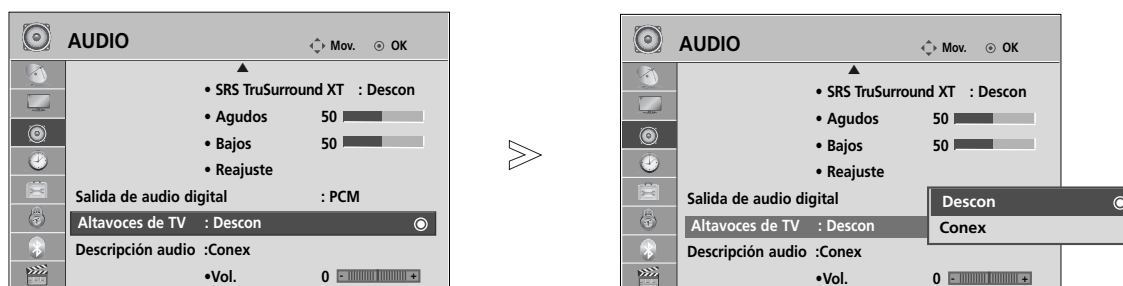 AUDIO
Mov. OK
• SRS TruSurround XT : Descon
• Agudos 50
• Bajos 50
• Reajuste
Salida de audio digital : PCM
Altavoces de TV : Descon
Descripción audio :Conex
•Vol. 0 - +
AUDIO
Mov. OK
• SRS TruSurround XT : Descon
• Agudos 50
• Bajos 50
• Reajuste
Salida de audio digital
Altavoces de TV : Descon
Descon
Conex
Descripción audio :Conex
•Vol. 0 - +